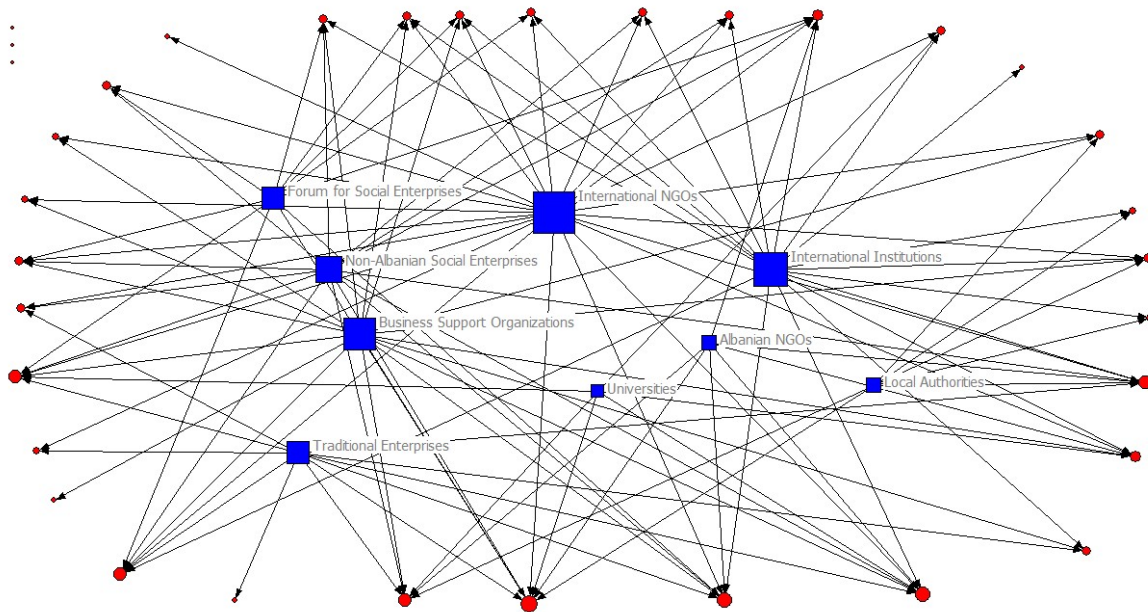 Forum for Social Enterprises
International NGOs
Non-Albanian Social Enterprises
International Institutions
Business Support Organizations
Albanian NGOs
Universities
Local Authorities
Traditional Enterprises